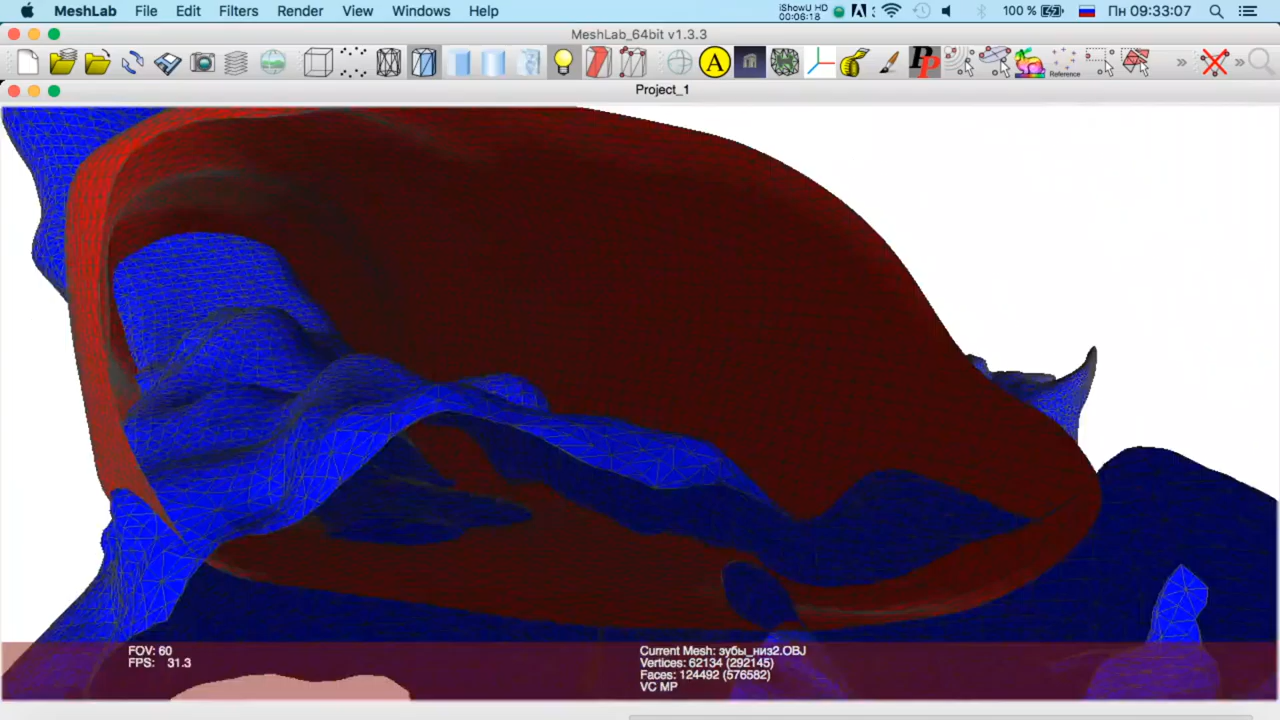 MeshLab File Edit Filters Render View Windows Help iShowU HD 00:06:18 100 % Пн 09:33:07
MeshLab_64bit v1.3.3
A PP Reference » »
Project_1
FOV: 60
FPS: 31.3
Current Mesh: зубы_низ2.OBJ
Vertices: 62134 (292145)
Faces: 124492 (576582)
VC MP